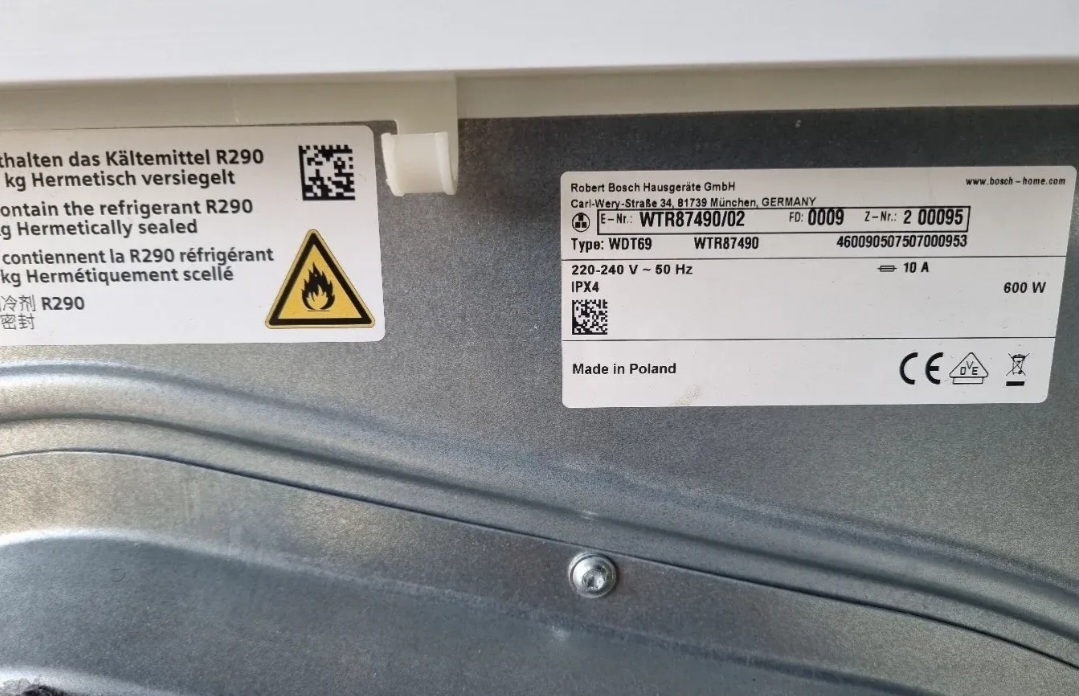 thalten das Kältemittel R290
kg Hermetisch versiegelt
ontain the refrigerant R290
g Hermetically sealed
contiennent la R290 réfrigérant
kg Hermétiquement scellé
冷剂 R290
密封
Robert Bosch Hausgeräte GmbH
www.bosch-home.com
Carl-Wery-Straße 34, 81739 München, GERMANY
E-Nr.: WTR87490/02 FD: 0009 Z-Nr.: 2 00095
Type: WDT69 WTR87490 460090507507000953
220-240 V ~ 50 Hz 10 A
IPX4 600 W
Made in Poland CE DVE